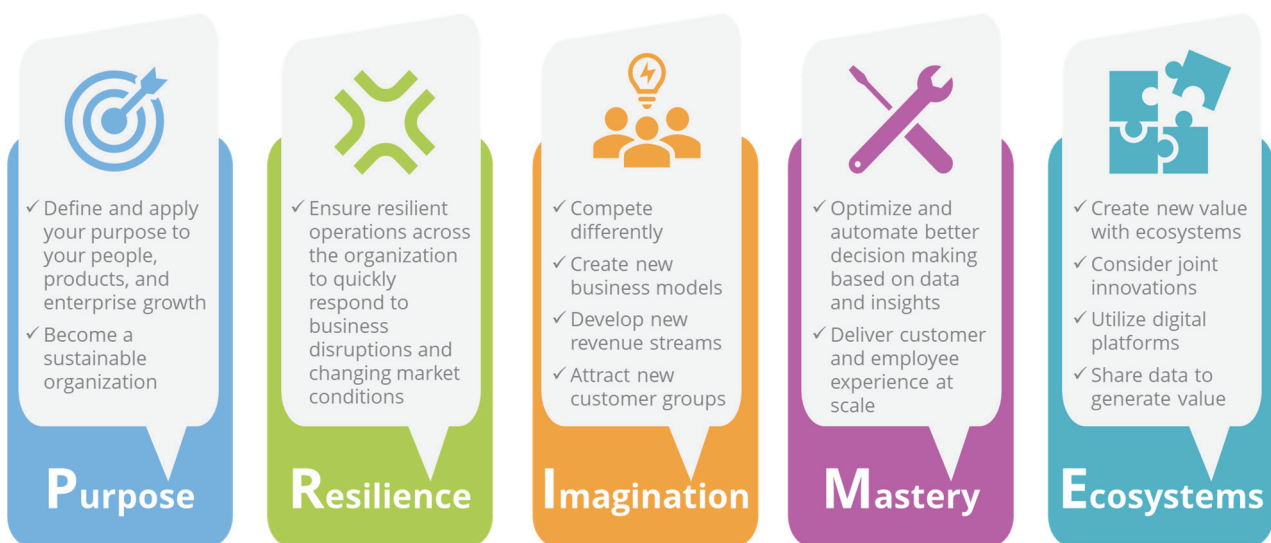 ✓ Define and apply
your purpose to
your people,
products, and
enterprise growth
✓ Become a
sustainable
organization
Purpose
✓ Ensure resilient
operations across
the organization
to quickly
respond to
business
disruptions and
changing market
conditions
Resilience
✓ Compete
differently
✓ Create new
business models
✓ Develop new
revenue streams
✓ Attract new
customer groups
Imagination
✓ Optimize and
automate better
decision making
based on data
and insights
✓ Deliver customer
and employee
experience at
scale
Mastery
✓ Create new value
with ecosystems
✓ Consider joint
innovations
✓ Utilize digital
platforms
✓ Share data to
generate value
Ecosystems